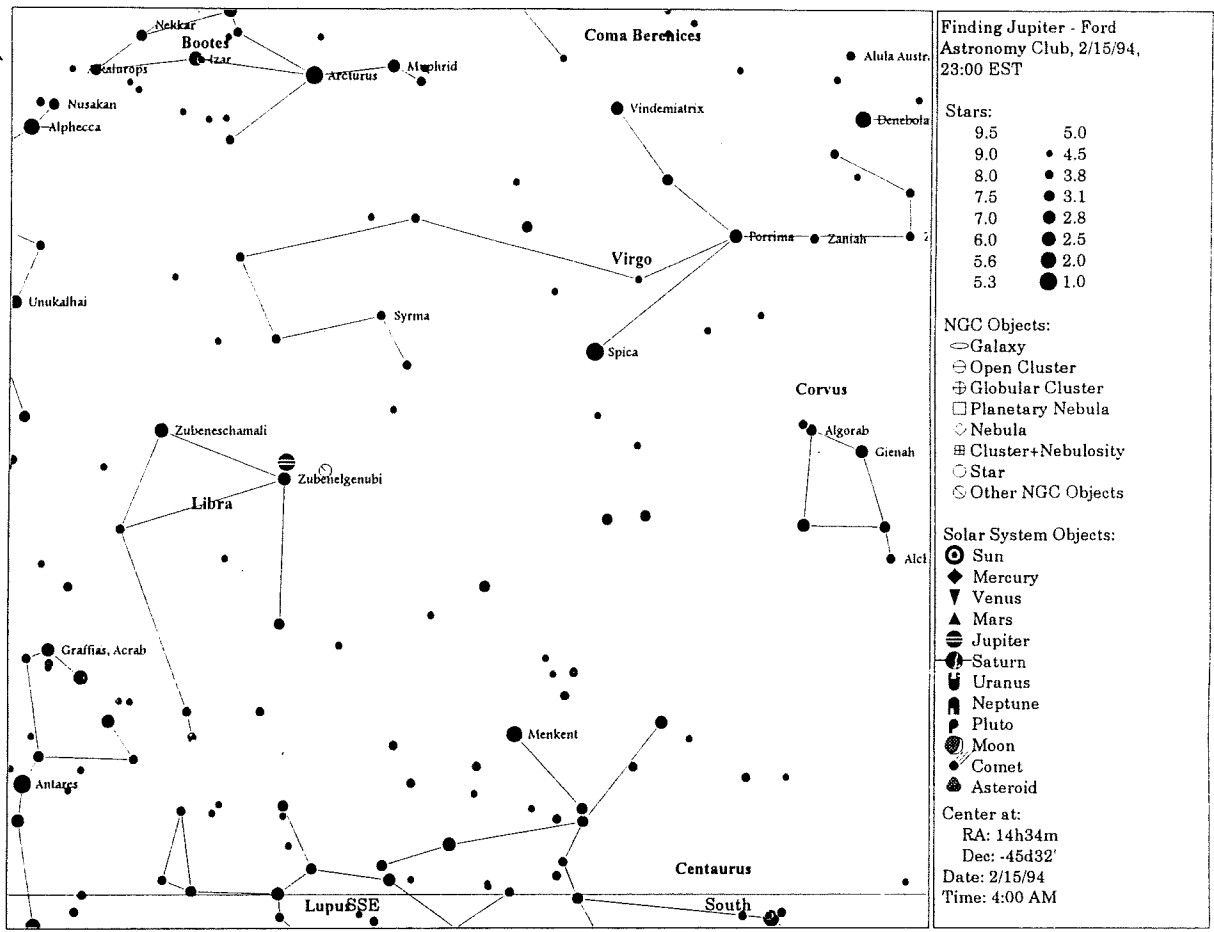 Nekkar
Bootes
Izar
Arcturus
Muphrid
Coma Berenices
Alula Austr
Nusakan
Alphecca
Vindemiatrix
Denebola
Porrima
Zaniah
Virgo
Unukalhai
Syrma
Spica
Corvus
Zubeneschamali
Algorab
Gienah
Zubenelgenubi
Libra
Graffias, Acrab
Menkent
Antares
Centaurus
Lupus
SSE
South
Finding Jupiter - Ford
Astronomy Club, 2/15/94,
23:00 EST
Stars:
9.5 5.0
9.0 4.5
8.0 3.8
7.5 3.1
7.0 2.8
6.0 2.5
5.6 2.0
5.3 1.0
NGC Objects:
Galaxy
Open Cluster
Globular Cluster
Planetary Nebula
Nebula
Cluster+Nebulosity
Star
Other NGC Objects
Solar System Objects:
Sun
Mercury
Venus
Mars
Jupiter
Saturn
Uranus
Neptune
Pluto
Moon
Comet
Asteroid
Center at:
RA: 14h34m
Dec: -45d32'
Date: 2/15/94
Time: 4:00 AM